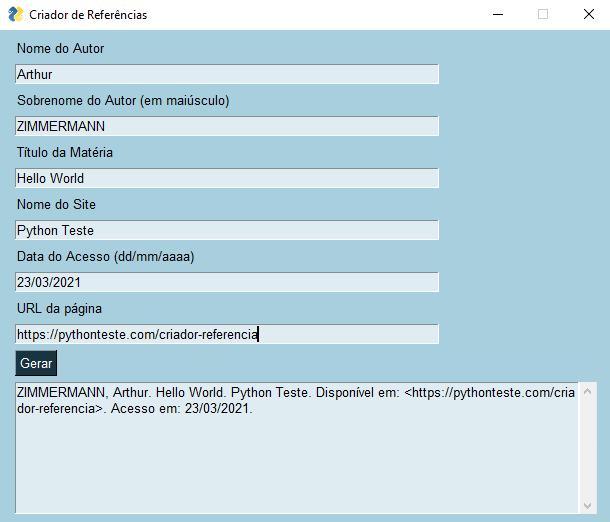 Criador de Referências
Nome do Autor
Arthur
Sobrenome do Autor (em maiúsculo)
ZIMMERMANN
Título da Matéria
Hello World
Nome do Site
Python Teste
Data do Acesso (dd/mm/aaaa)
23/03/2021
URL da página
https://pythonteste.com/criador-referencia
Gerar
ZIMMERMANN, Arthur. Hello World. Python Teste. Disponível em: <https://pythonteste.com/cria
dor-referencia>. Acesso em: 23/03/2021.